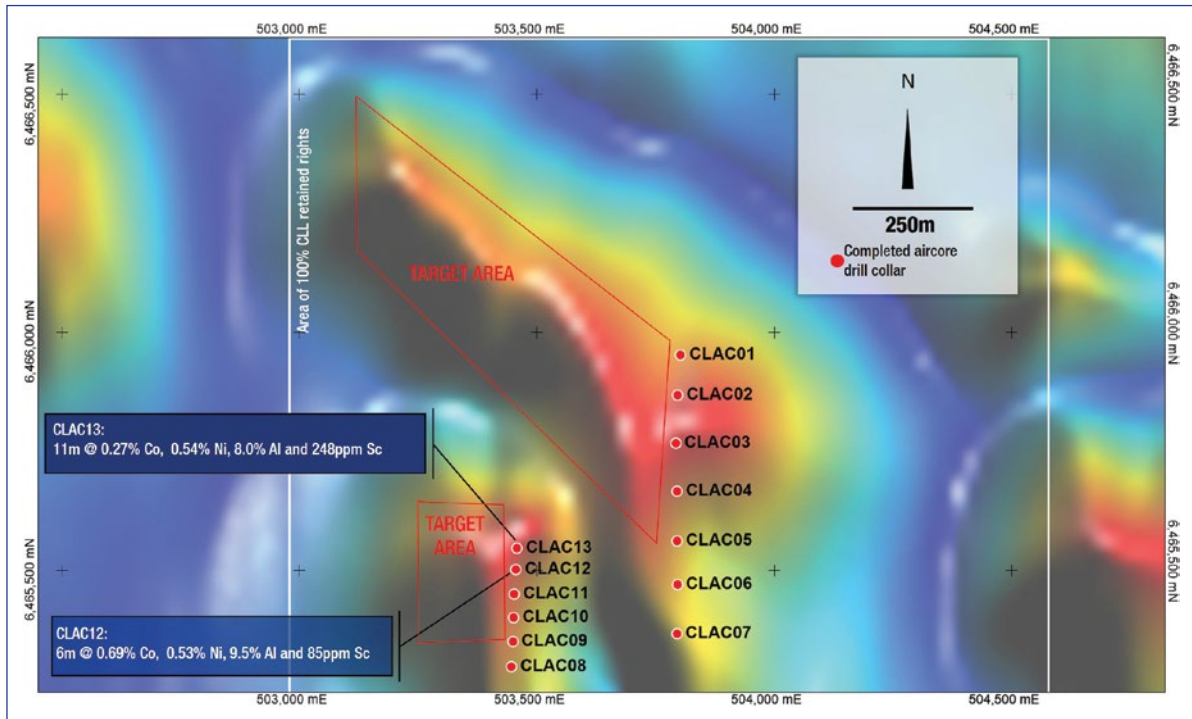 503,000 mE
503,500 mE
504,000 mE
504,500 mE
6,466,500 mN
6,466,500 mN
N
250m
Completed aircore
drill collar
Area of 100% CLL retained rights
TARGET AREA
6,466,000 mN
6,466,000 mN
CLAC01
CLAC02
CLAC03
CLAC04
CLAC05
CLAC06
CLAC07
CLAC13:
11m @ 0.27% Co, 0.54% Ni, 8.0% Al and 248ppm Sc
TARGET
AREA
CLAC13
CLAC12
CLAC11
CLAC10
CLAC09
CLAC08
6,465,500 mN
6,465,500 mN
CLAC12:
6m @ 0.69% Co, 0.53% Ni, 9.5% Al and 85ppm Sc
503,000 mE
503,500 mE
504,000 mE
504,500 mE